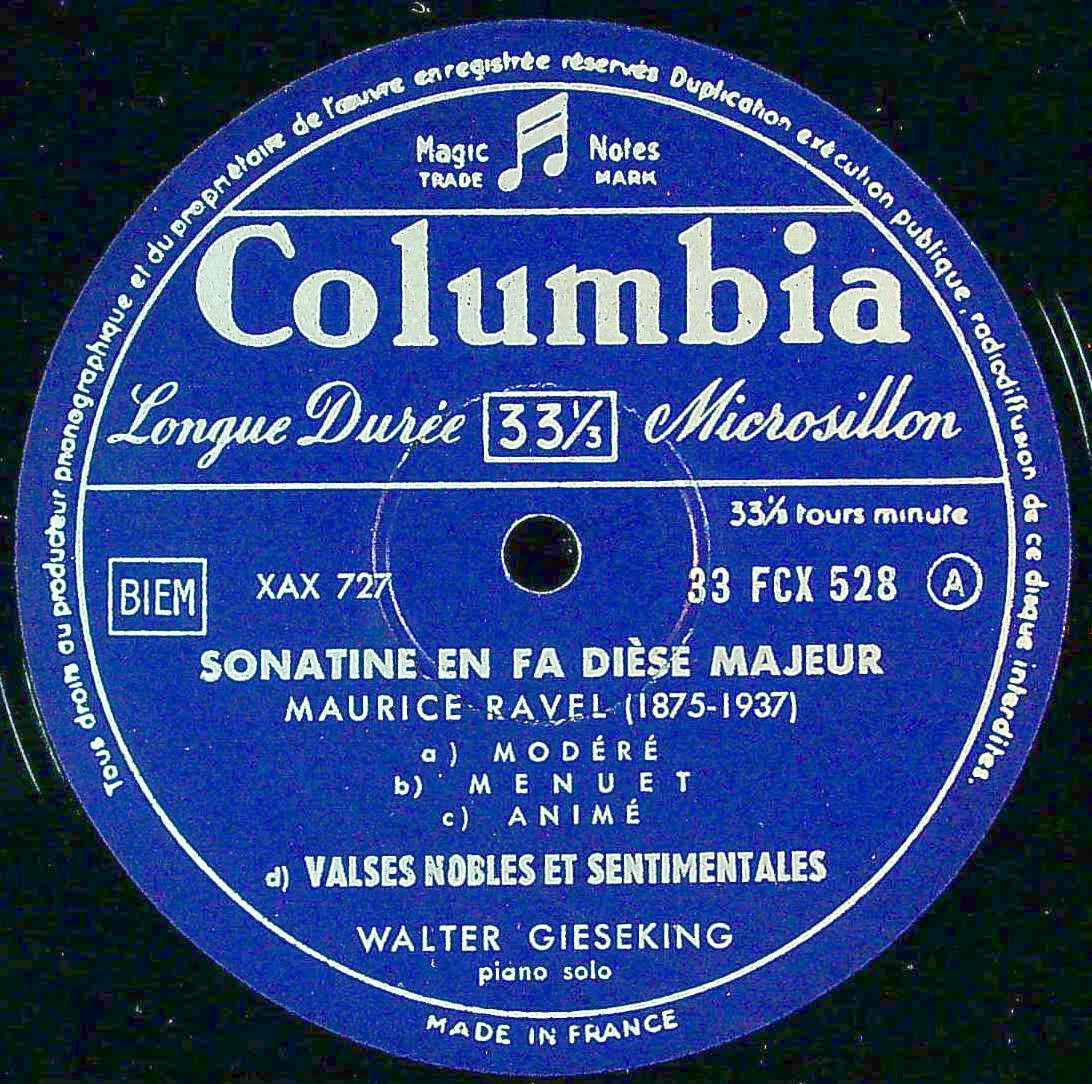 Tous droits du producteur phonographique et du propriétaire de l'œuvre enregistrée réservés Duplication exécution publique, radiodiffusion de ce disque interdites.
Magic Notes
TRADE MARK
Columbia
Longue Durée 33⅓ Microsillon
33⅓ tours minute
BIEM XAX 727 33 FCX 528 A
SONATINE EN FA DIÈSE MAJEUR
MAURICE RAVEL (1875-1937)
a) MODÉRÉ
b) MENUET
c) ANIMÉ
d) VALSES NOBLES ET SENTIMENTALES
WALTER GIESEKING
piano solo
MADE IN FRANCE